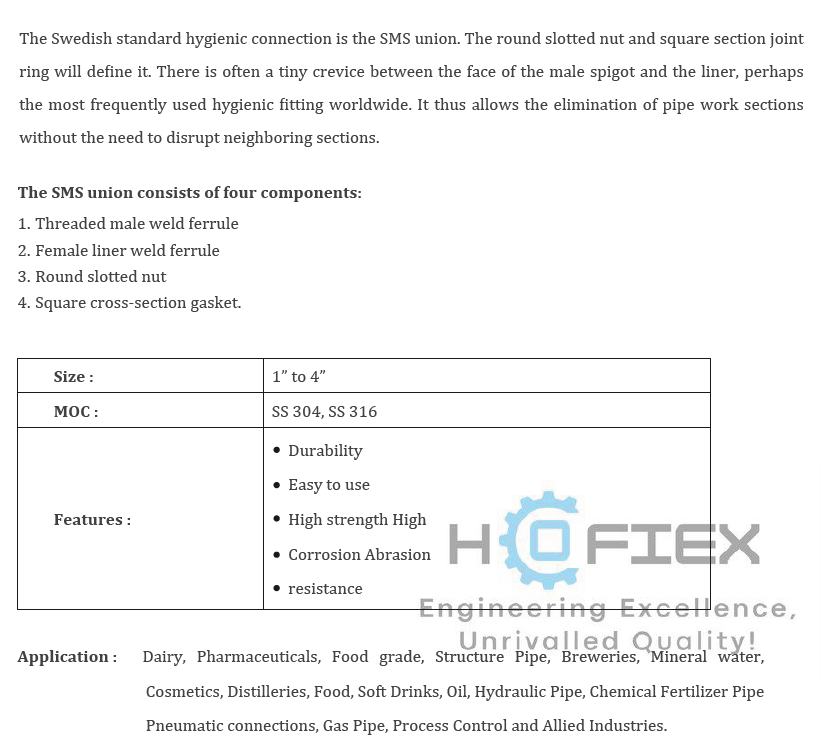 The Swedish standard hygienic connection is the SMS union. The round slotted nut and square section joint
ring will define it. There is often a tiny crevice between the face of the male spigot and the liner, perhaps
the most frequently used hygienic fitting worldwide. It thus allows the elimination of pipe work sections
without the need to disrupt neighboring sections.
The SMS union consists of four components:
1. Threaded male weld ferrule
2. Female liner weld ferrule
3. Round slotted nut
4. Square cross-section gasket.
Size : 1” to 4”
MOC : SS 304, SS 316
Features :
• Durability
• Easy to use
• High strength High
• Corrosion Abrasion
• resistance
HOFIEX
Engineering Excellence,
Unrivalled Quality!
Application : Dairy, Pharmaceuticals, Food grade, Structure Pipe, Breweries, Mineral water,
Cosmetics, Distilleries, Food, Soft Drinks, Oil, Hydraulic Pipe, Chemical Fertilizer Pipe
Pneumatic connections, Gas Pipe, Process Control and Allied Industries.